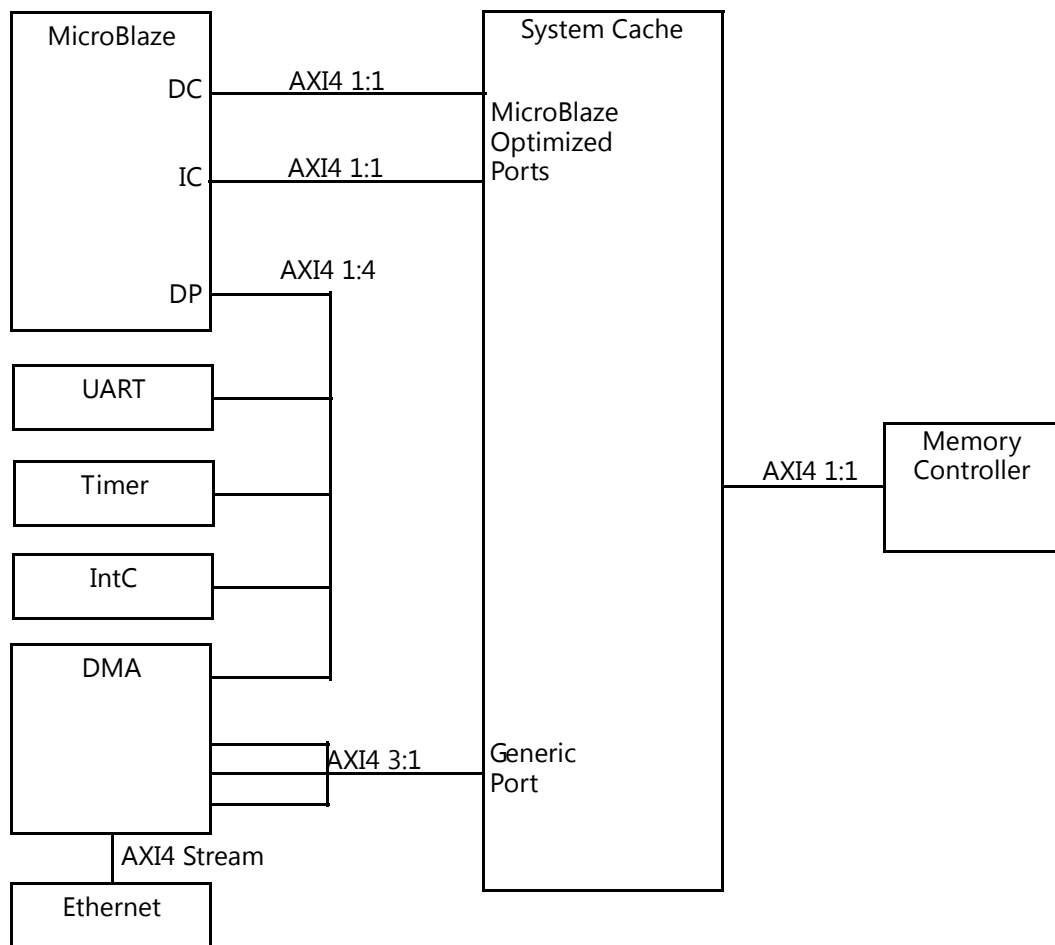 MicroBlaze
System Cache
DC
AXI4 1:1
MicroBlaze
Optimized
Ports
IC
AXI4 1:1
AXI4 1:4
DP
UART
Timer
IntC
DMA
AXI4 3:1
Generic
Port
AXI4 1:1
Memory
Controller
AXI4 Stream
Ethernet